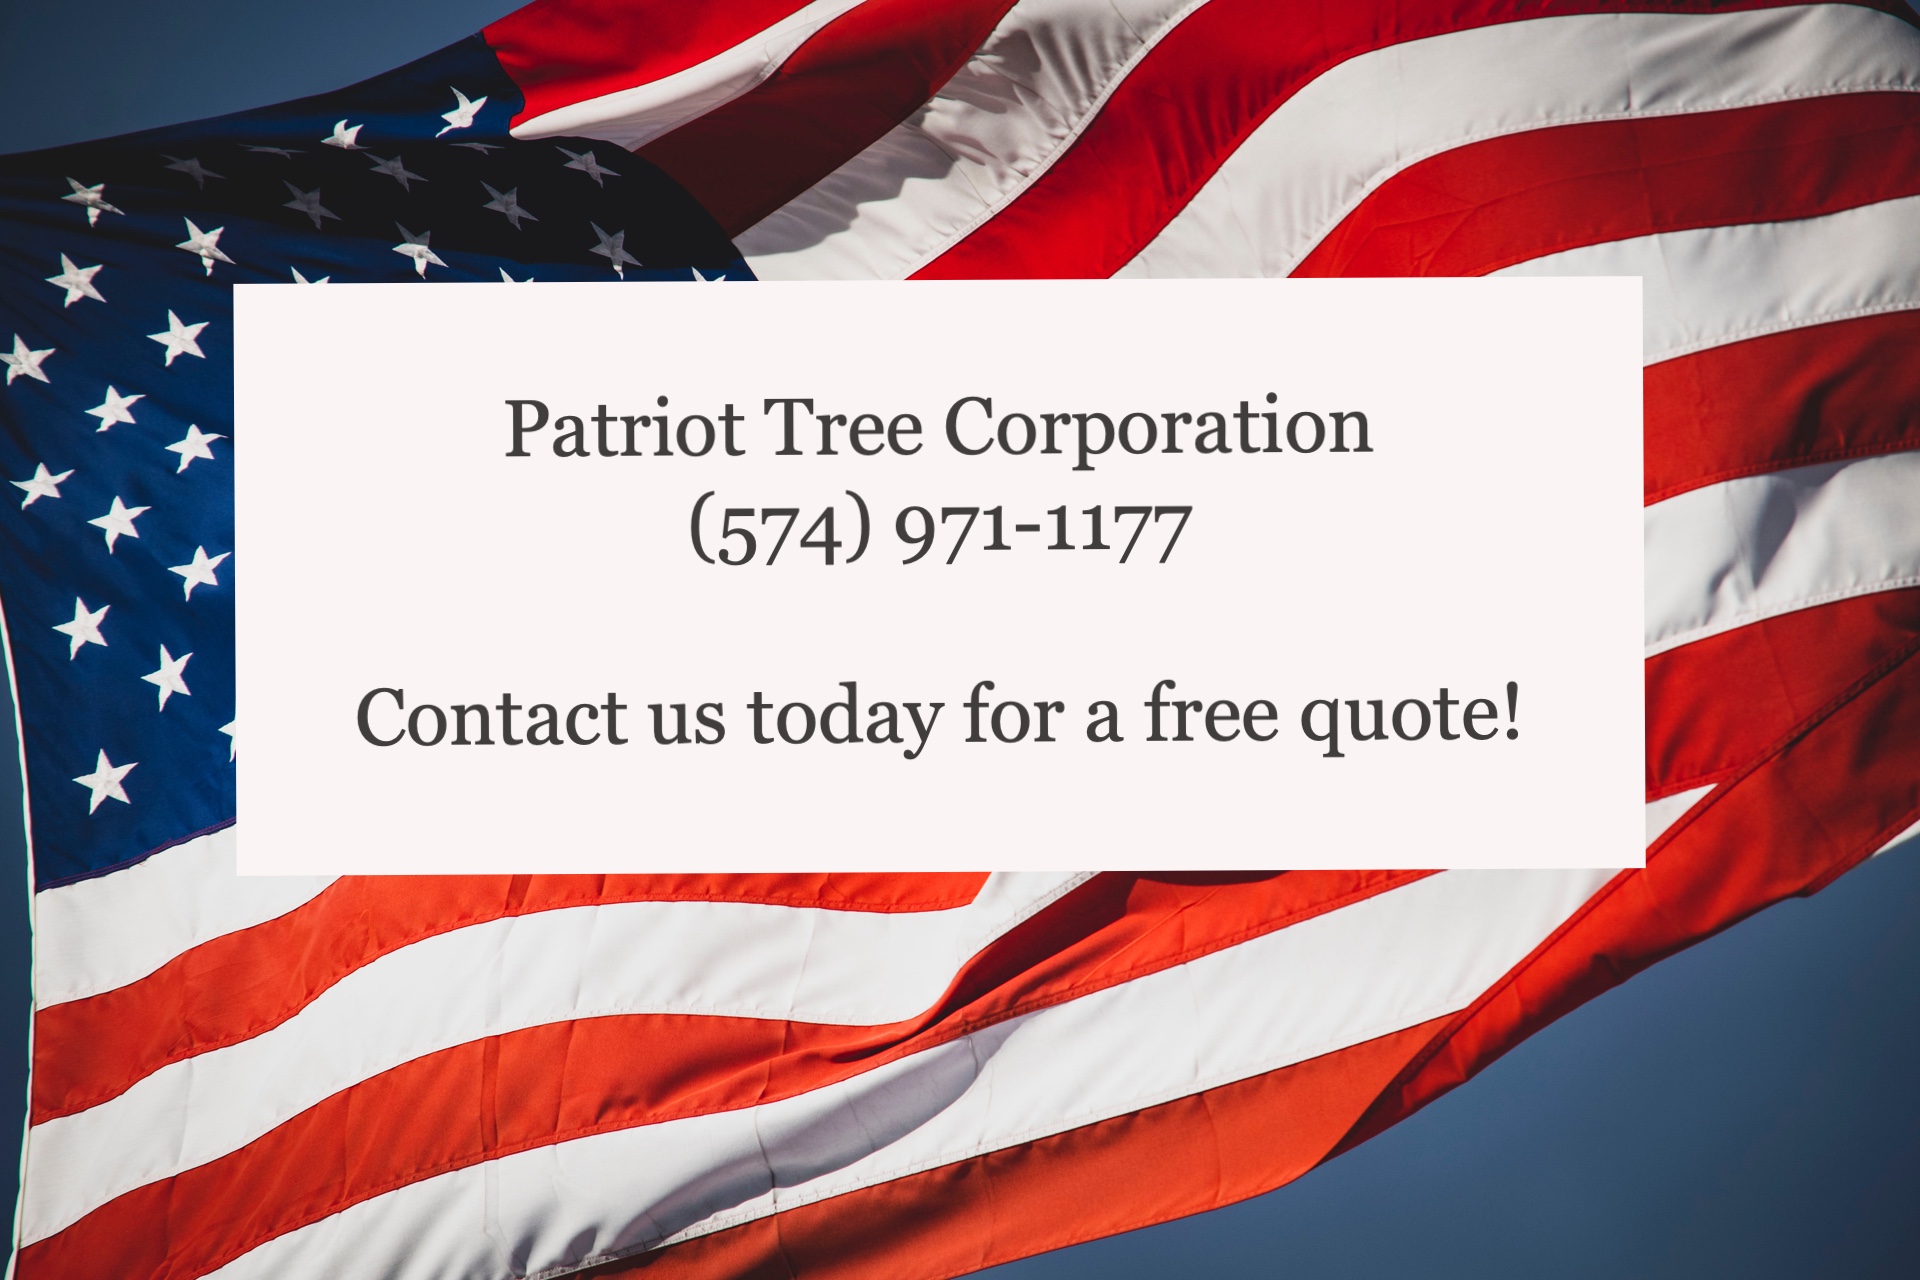 Patriot Tree Corporation
(574) 971-1177
Contact us today for a free quote!